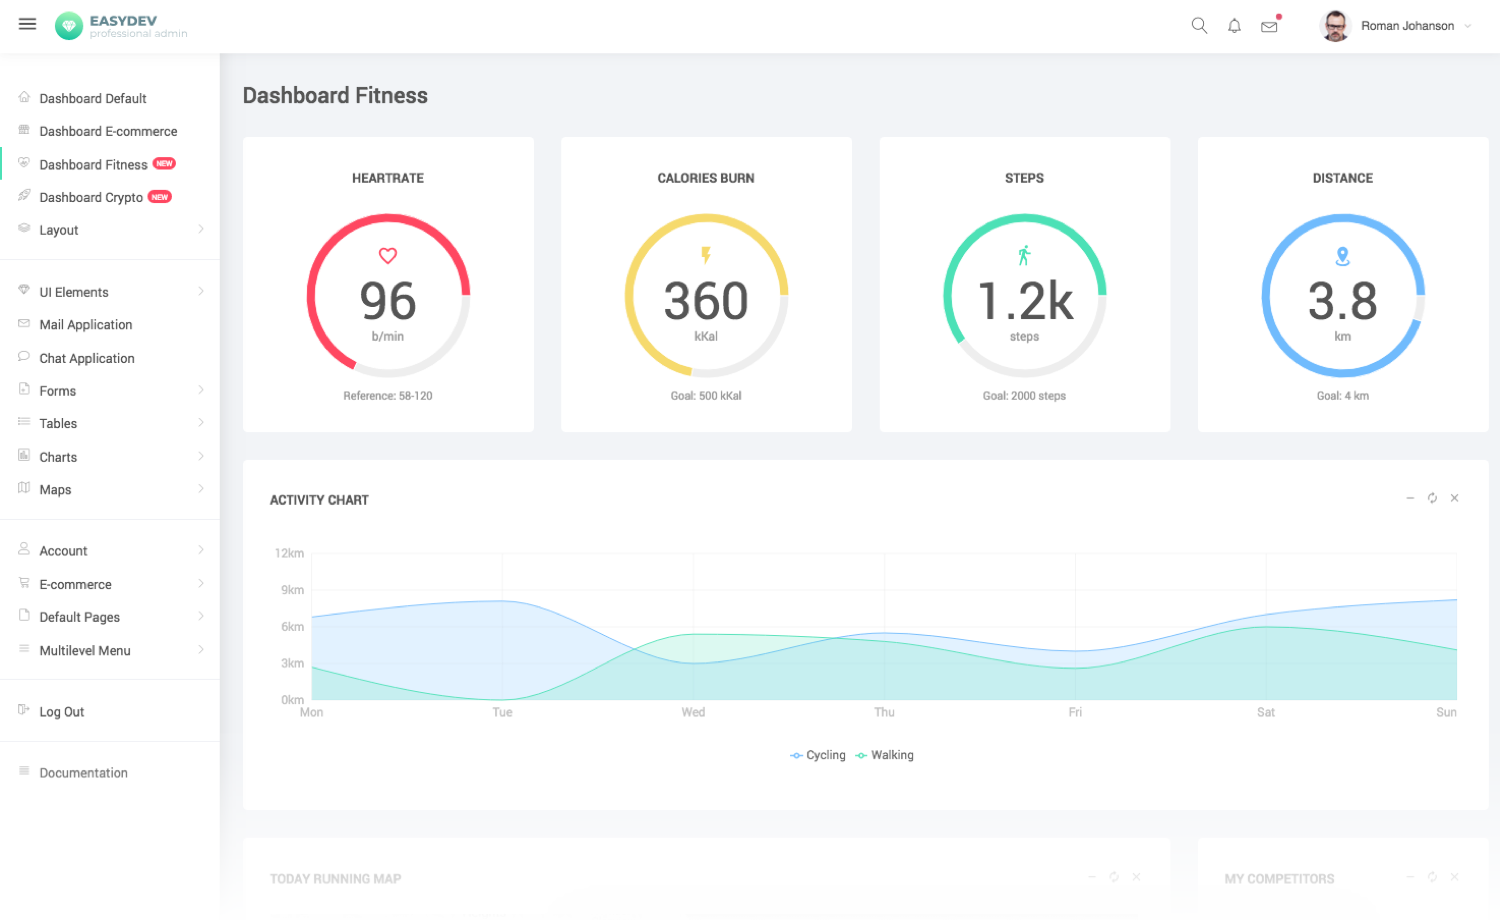 EASYDEV
professional admin
Roman Johanson
Dashboard Default
Dashboard E-commerce
Dashboard Fitness NEW
Dashboard Crypto NEW
Layout
UI Elements
Mail Application
Chat Application
Forms
Tables
Charts
Maps
Account
E-commerce
Default Pages
Multilevel Menu
Log Out
Documentation
Dashboard Fitness
HEARTRATE
96
b/min
Reference: 58-120
CALORIES BURN
360
kKal
Goal: 500 kKal
STEPS
1.2k
steps
Goal: 2000 steps
DISTANCE
3.8
km
Goal: 4 km
ACTIVITY CHART
12km
9km
6km
3km
0km
Mon Tue Wed Thu Fri Sat Sun
Cycling Walking
TODAY RUNNING MAP
MY COMPETITORS